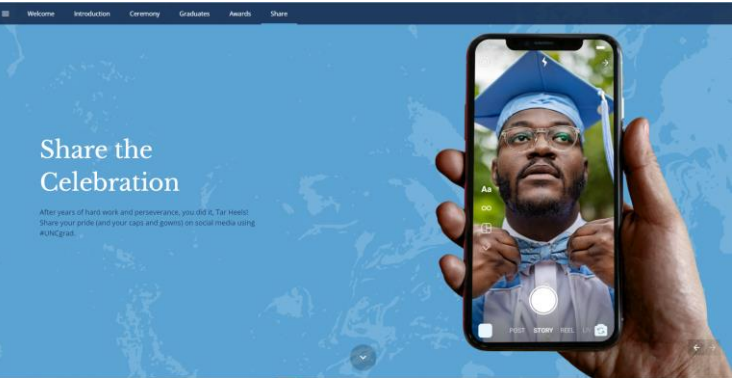 Welcome Introduction Ceremony Graduates Awards Share
Share the
Celebration
After years of hard work and perseverance, you did it, Tar Heels!
Share your pride (and your caps and gowns) on social media using
#UNCgrad.
Aa
POST STORY REEL LI